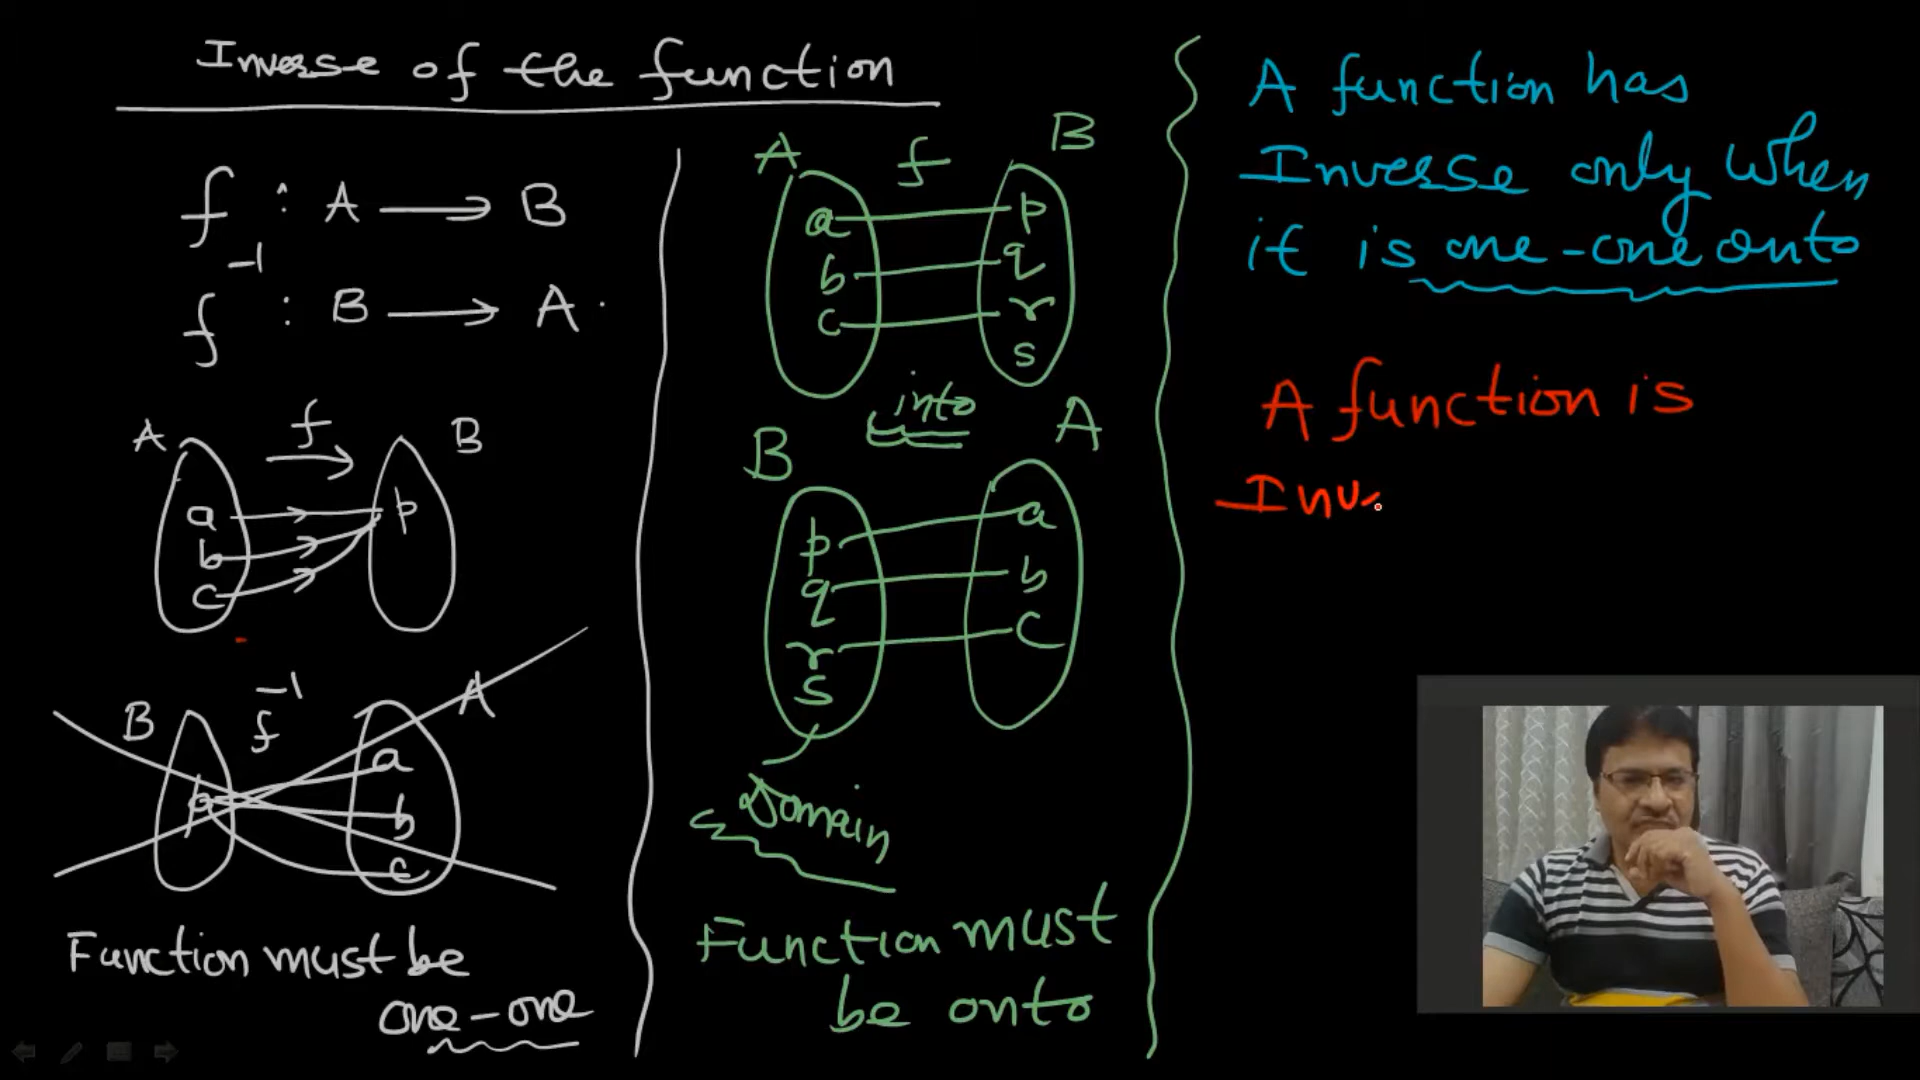 Inverse of the function
f : A ⟶ B
f⁻¹ : B ⟶ A
A f B
a p
b
c
B f⁻¹ A
p a
b
c
Function must be
one-one
A f B
a p
b q
c r
s
into
B A
p a
q b
r c
s
Domain
Function must
be onto
A function has
Inverse only when
it is one-one onto
A function is
Inv